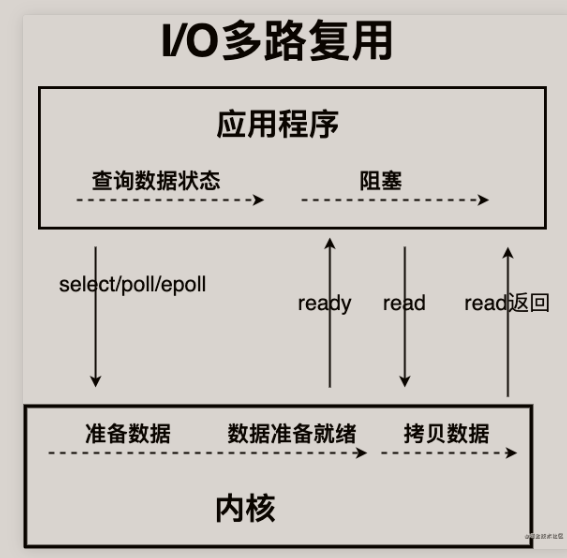 I/O多路复用
应用程序
查询数据状态
阻塞
select/poll/epoll
ready
read
read返回
准备数据
数据准备就绪
拷贝数据
内核